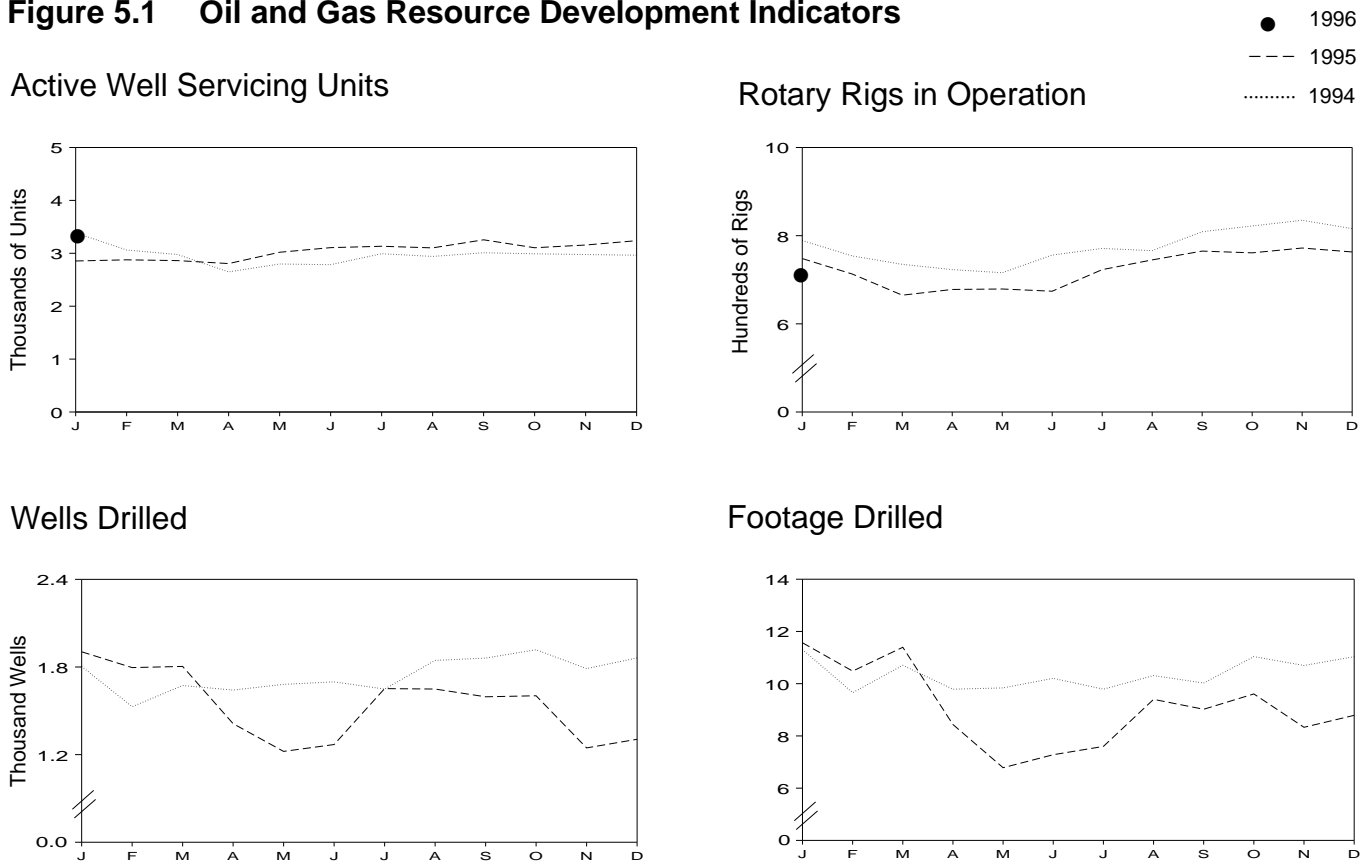 Figure 5.1 Oil and Gas Resource Development Indicators
1996
1995
1994
Active Well Servicing Units
Thousands of Units
5
4
3
2
1
0
J F M A M J J A S O N D
Rotary Rigs in Operation
Hundreds of Rigs
10
8
6
0
J F M A M J J A S O N D
Wells Drilled
Thousand Wells
2.4
1.8
1.2
0.0
J F M A M J J A S O N D
Footage Drilled
14
12
10
8
6
0
J F M A M J J A S O N D